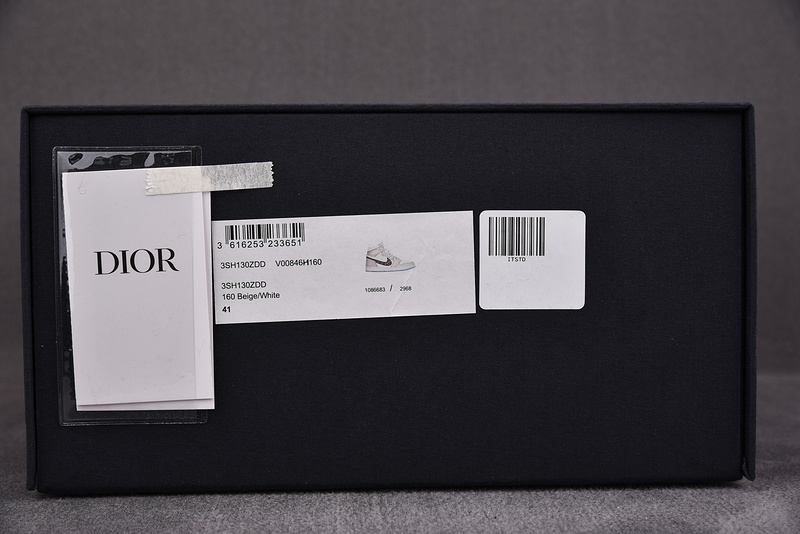 DIOR
3 616253 233651
3SH130ZDD V00846H160
3SH130ZDD
160 Beige/White
41
1086683 / 2968
ITSTD